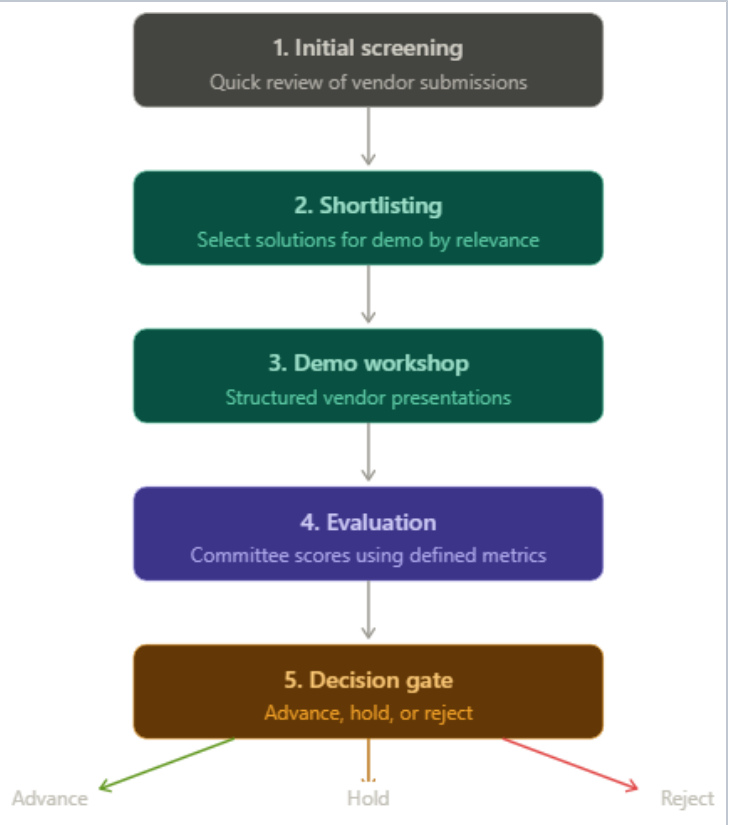 1. Initial screening
Quick review of vendor submissions
2. Shortlisting
Select solutions for demo by relevance
3. Demo workshop
Structured vendor presentations
4. Evaluation
Committee scores using defined metrics
5. Decision gate
Advance, hold, or reject
Advance
Hold
Reject